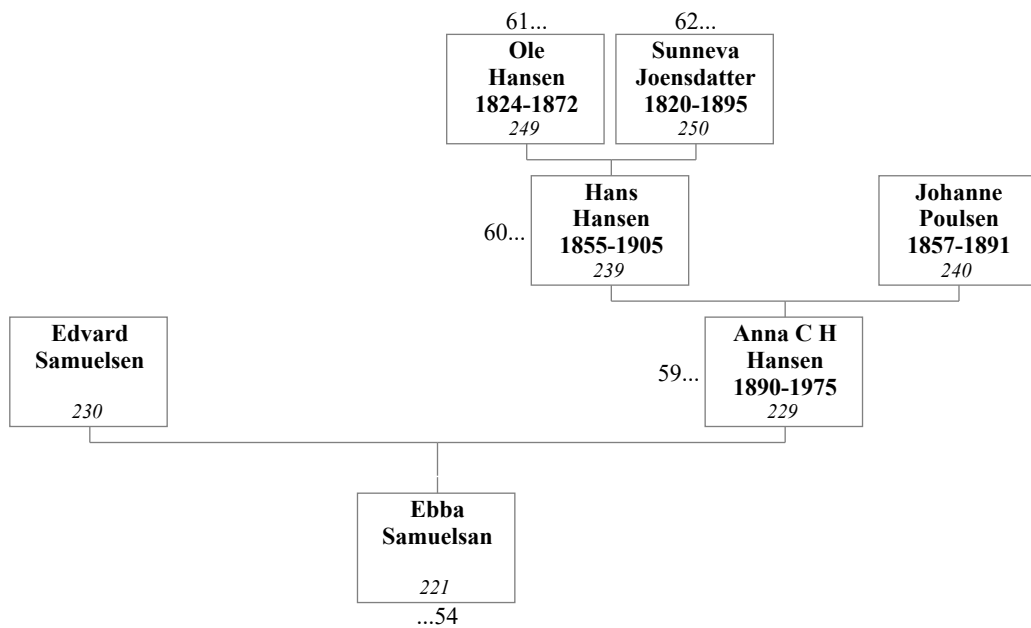 61...
Ole
Hansen
1824-1872
249
62...
Sunneva
Joensdatter
1820-1895
250
60...
Hans
Hansen
1855-1905
239
Johanne
Poulsen
1857-1891
240
Edvard
Samuelsen
230
59...
Anna C H
Hansen
1890-1975
229
Ebba
Samuelsan
221
...54